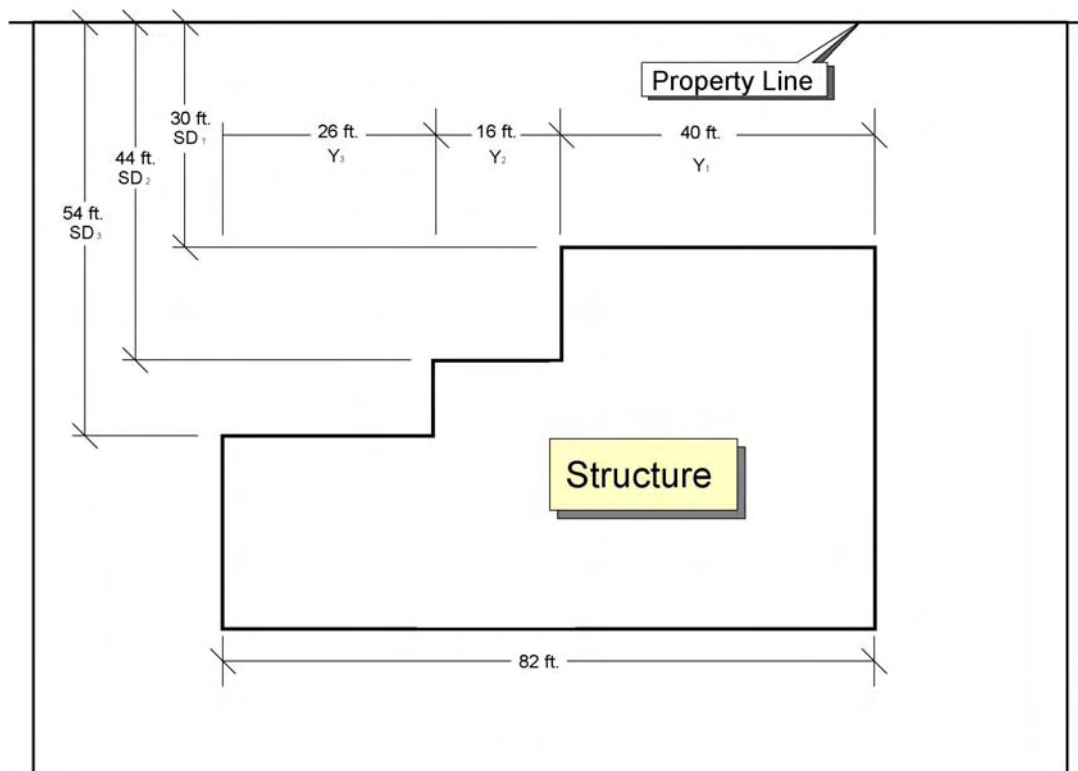 Property Line
30 ft.
SD₁
26 ft.
Y₃
16 ft.
Y₂
40 ft.
Y₁
44 ft.
SD₂
54 ft.
SD₃
Structure
82 ft.